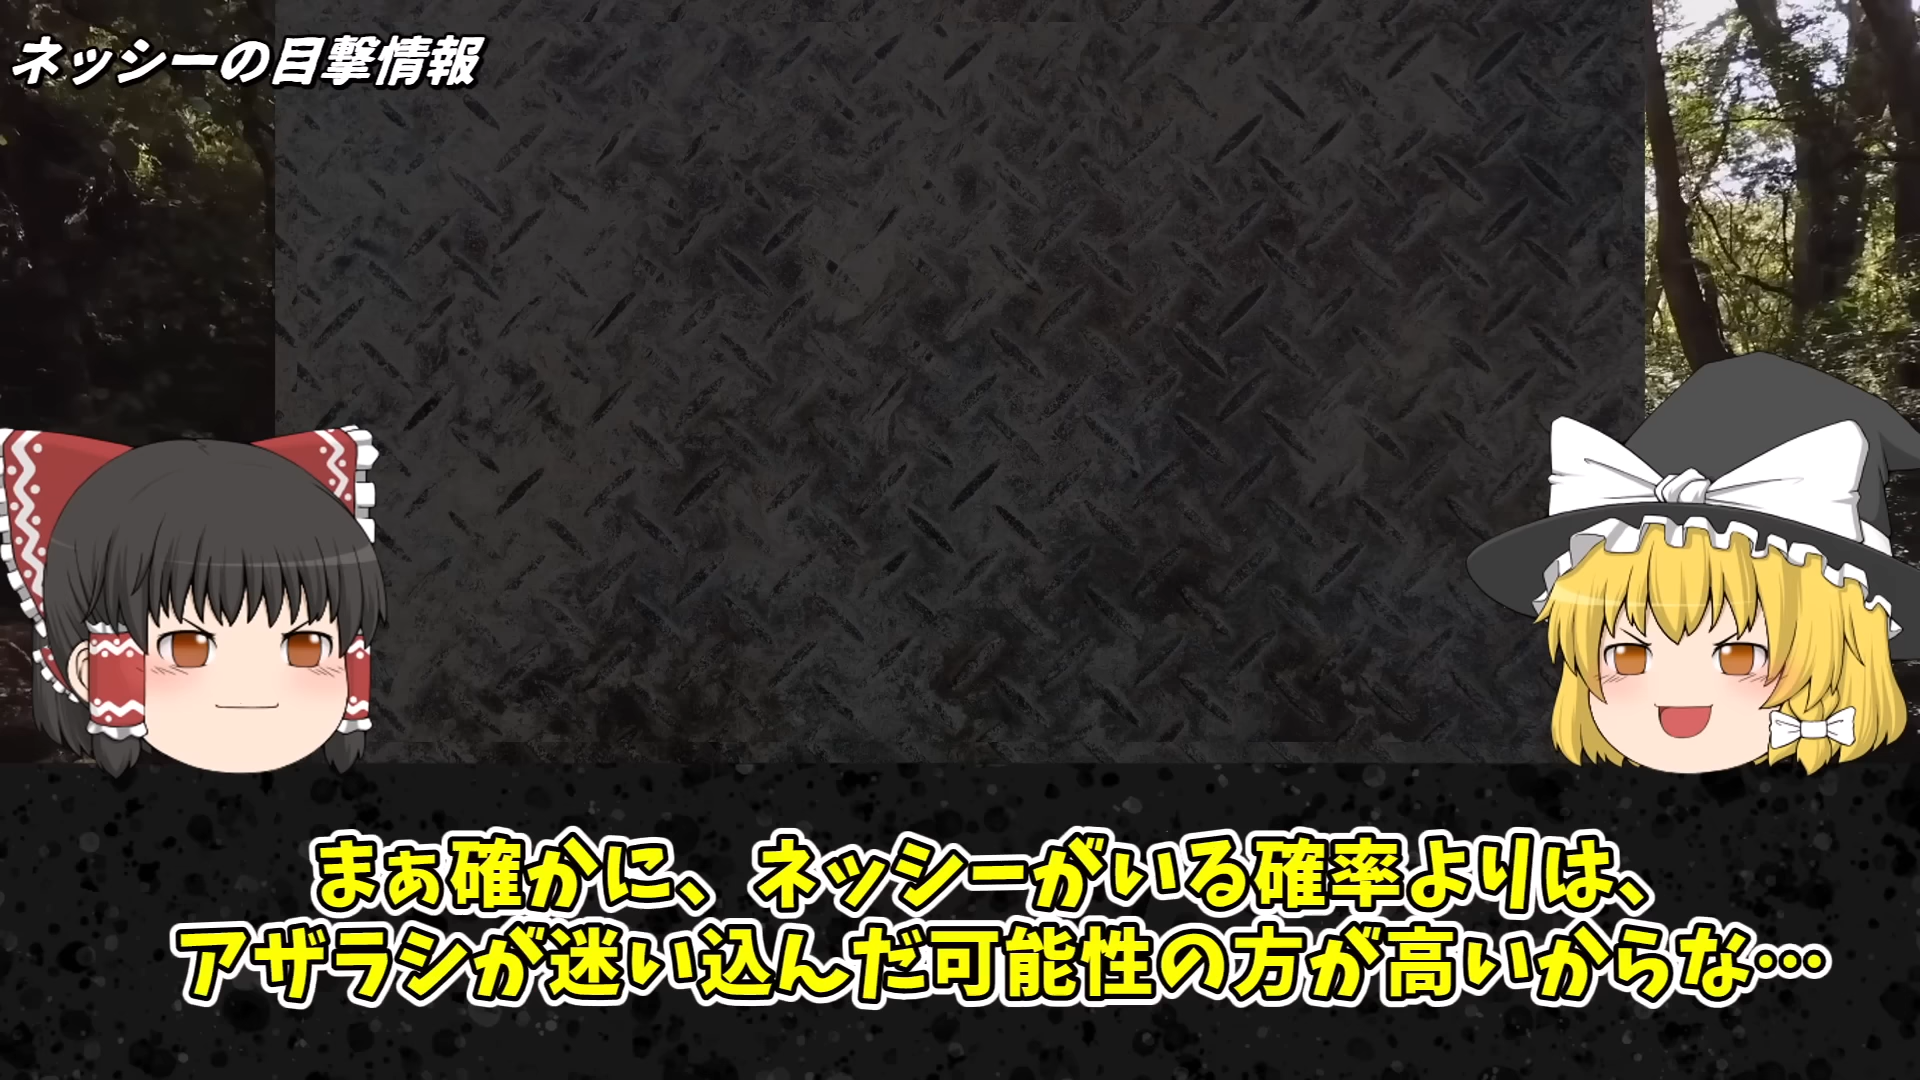 ネッシーの目撃情報
まぁ確かに、ネッシーがいる確率よりは、
アザラシが迷い込んだ可能性の方が高いからな…